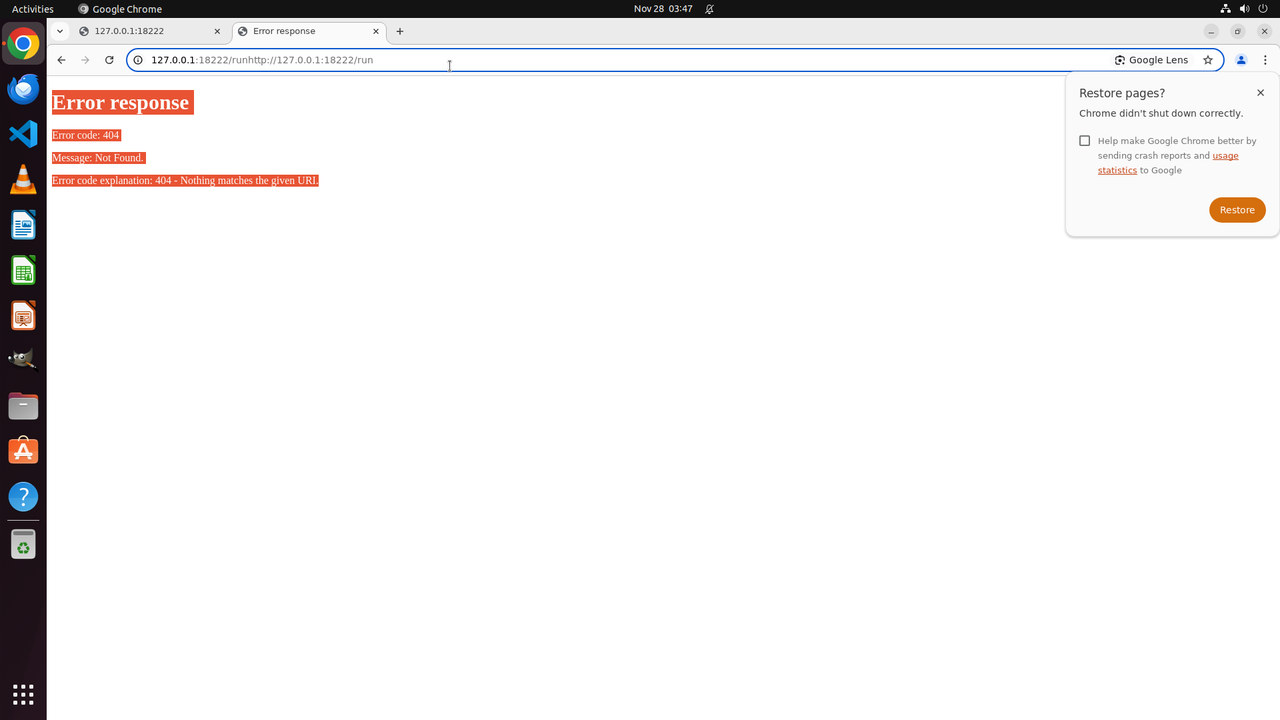 Activities
Google Chrome
Nov 28 03:47
127.0.0.1:18222
Error response
127.0.0.1:18222/runhttp://127.0.0.1:18222/run
Google Lens
Error response
Error code: 404
Message: Not Found.
Error code explanation: 404 - Nothing matches the given URI.
Restore pages?
Chrome didn't shut down correctly.
Help make Google Chrome better by
sending crash reports and usage
statistics to Google
Restore